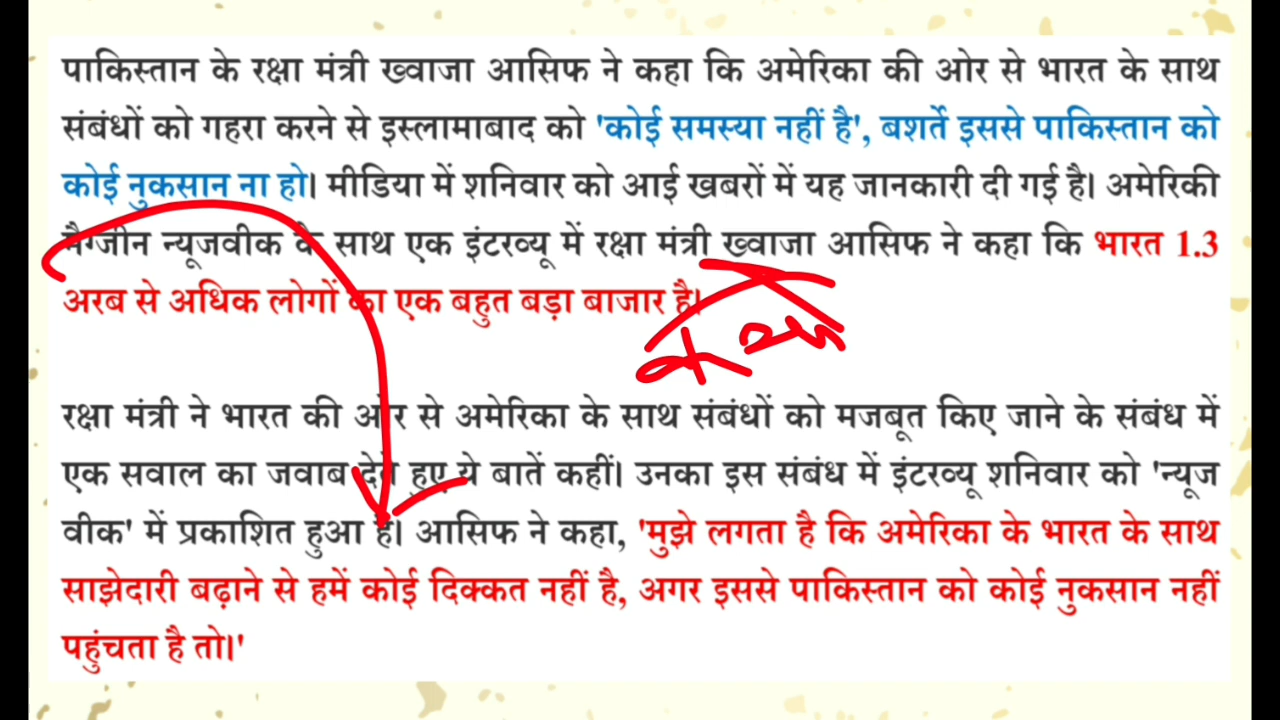 पाकिस्तान के रक्षा मंत्री ख्वाजा आसिफ ने कहा कि अमेरिका की ओर से भारत के साथ
संबंधों को गहरा करने से इस्लामाबाद को 'कोई समस्या नहीं है', बशर्ते इससे पाकिस्तान को
कोई नुकसान ना हो। मीडिया में शनिवार को आई खबरों में यह जानकारी दी गई है। अमेरिकी
मैग्जीन न्यूजवीक के साथ एक इंटरव्यू में रक्षा मंत्री ख्वाजा आसिफ ने कहा कि भारत 1.3
अरब से अधिक लोगों का एक बहुत बड़ा बाजार है।
रक्षा मंत्री ने भारत की ओर से अमेरिका के साथ संबंधों को मजबूत किए जाने के संबंध में
एक सवाल का जवाब देते हुए ये बातें कहीं। उनका इस संबंध में इंटरव्यू शनिवार को 'न्यूज
वीक' में प्रकाशित हुआ है। आसिफ ने कहा, 'मुझे लगता है कि अमेरिका के भारत के साथ
साझेदारी बढ़ाने से हमें कोई दिक्कत नहीं है, अगर इससे पाकिस्तान को कोई नुकसान नहीं
पहुंचता है तो।'